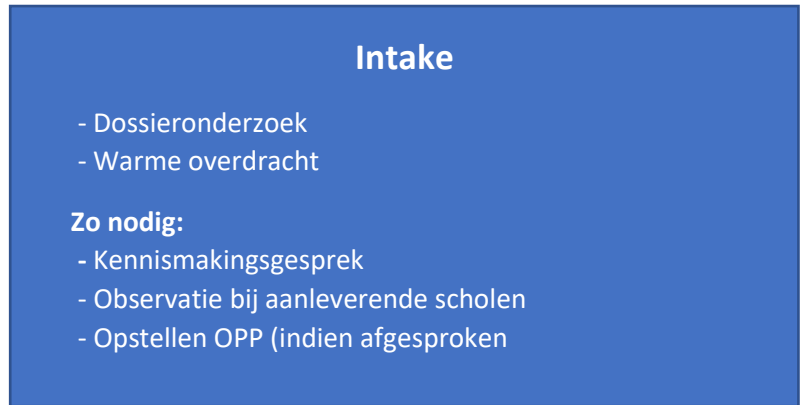 Intake
- Dossieronderzoek
- Warme overdracht
Zo nodig:
- Kennismakingsgesprek
- Observatie bij aanleverende scholen
- Opstellen OPP (indien afgesproken